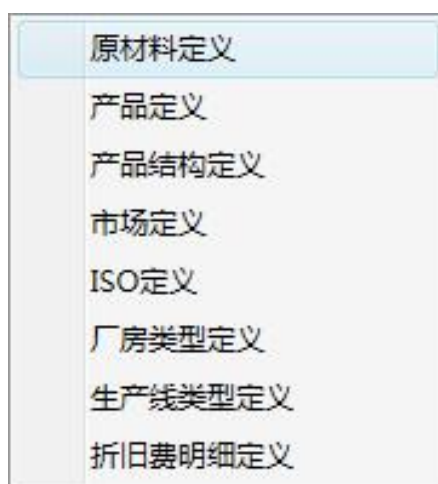 原材料定义
产品定义
产品结构定义
市场定义
ISO定义
厂房类型定义
生产线类型定义
折旧费明细定义